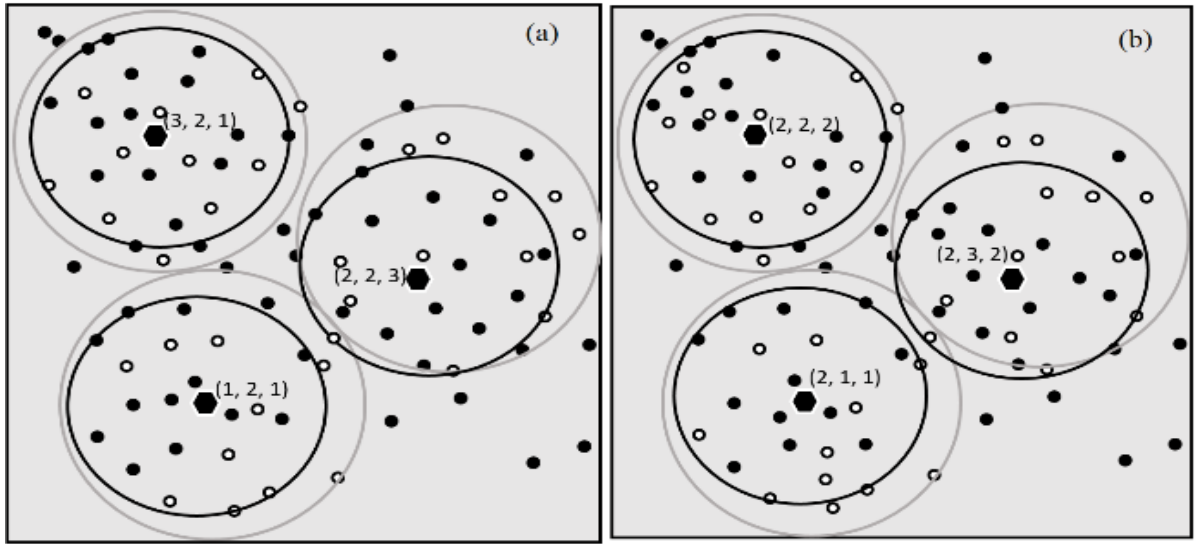 (a)
(3, 2, 1)
(2, 2, 3)
(1, 2, 1)
(b)
(2, 2, 2)
(2, 3, 2)
(2, 1, 1)